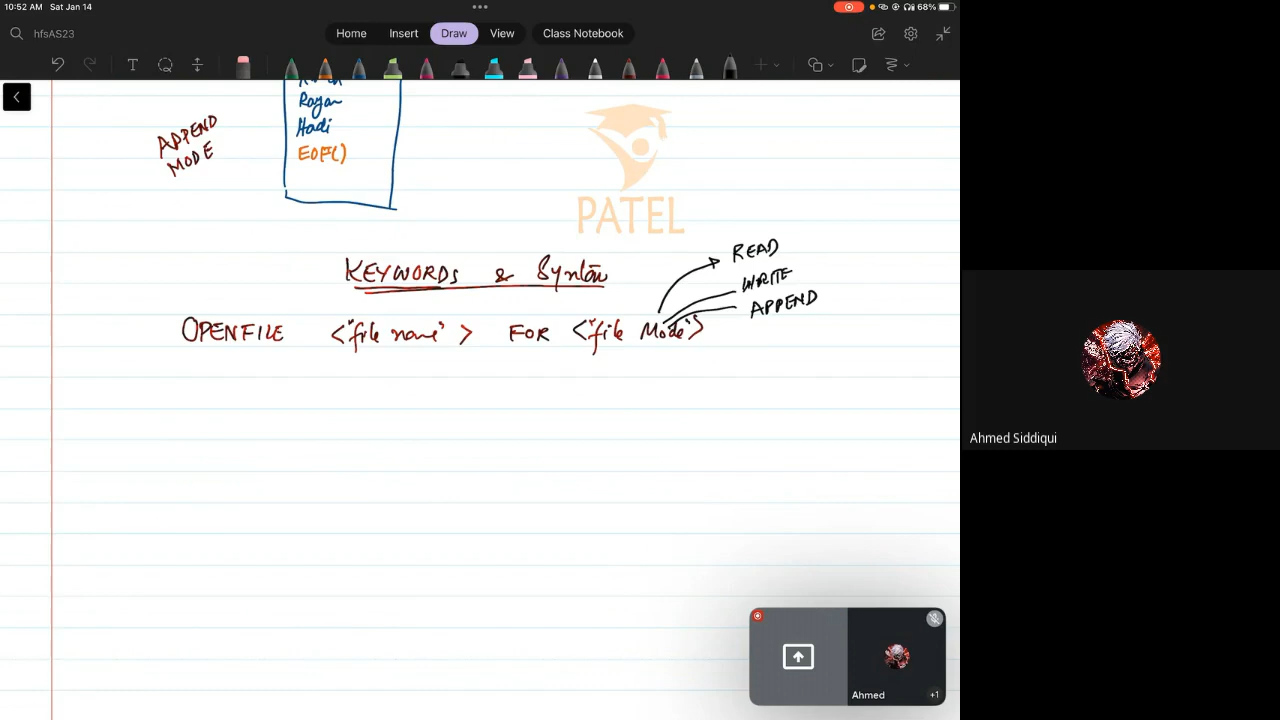 10:52 AM Sat Jan 14
68%
hfsAS23
Home Insert Draw View Class Notebook
Rayan
Hadi
EOF()
APPEND
MODE
PATEL
KEYWORDS & Syntax
READ
WRITE
APPEND
OPENFILE <"file name"> FOR <"file Mode">
Ahmed Siddiqui
Ahmed +1